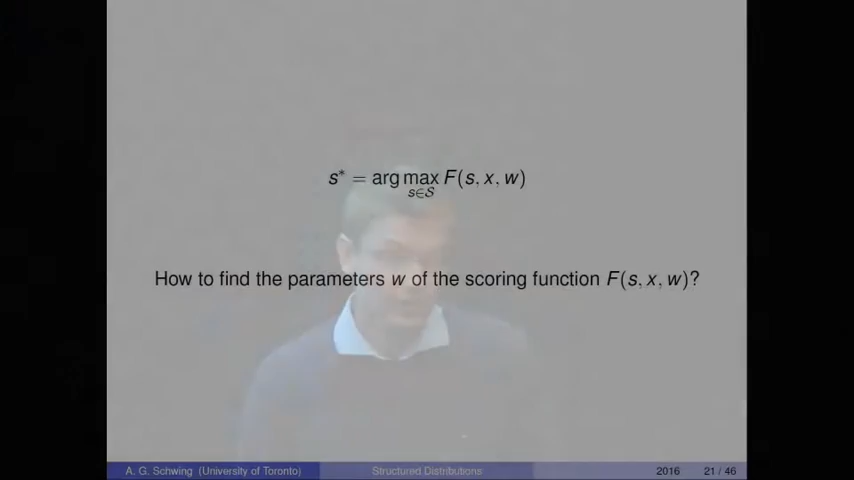 s* = arg max F(s, x, w)
s∈S
How to find the parameters w of the scoring function F(s, x, w)?
A. G. Schwing (University of Toronto) Structured Distributions 2016 21 / 46